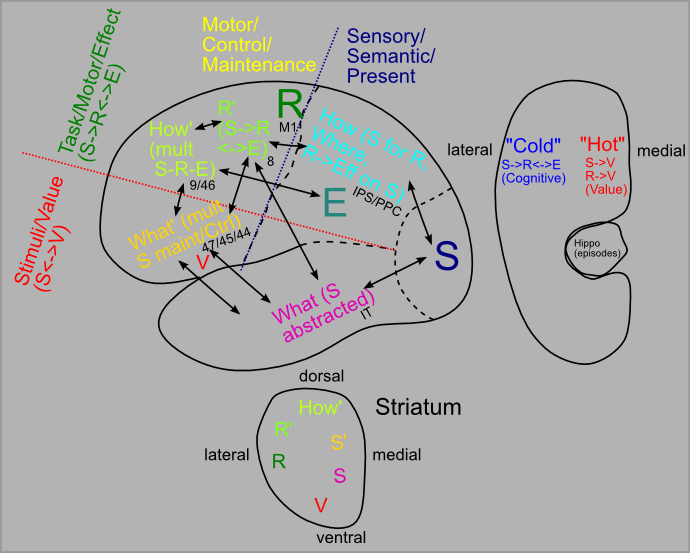 Motor/
Control/
Maintenance
Sensory/
Semantic/
Present
Task/Motor/Effect
(S->R<->E)
Stimuli/Value
(S<->V)
R
M1
R'
(S->R
<->E)
8
How'
(mult
S-R-E)
9/46
How (S for R,
Where
R->Eff on S)
IPS/PPC
E
What' (mult
S maint/Ctrl)
47/45/44
V
S
What (S
abstracted)
IT
lateral
"Cold"
S->R<->E
(Cognitive)
"Hot"
S->V
R->V
(Value)
medial
Hippo
(episodes)
dorsal
Striatum
How'
R'
S'
lateral
R
medial
S
V
ventral